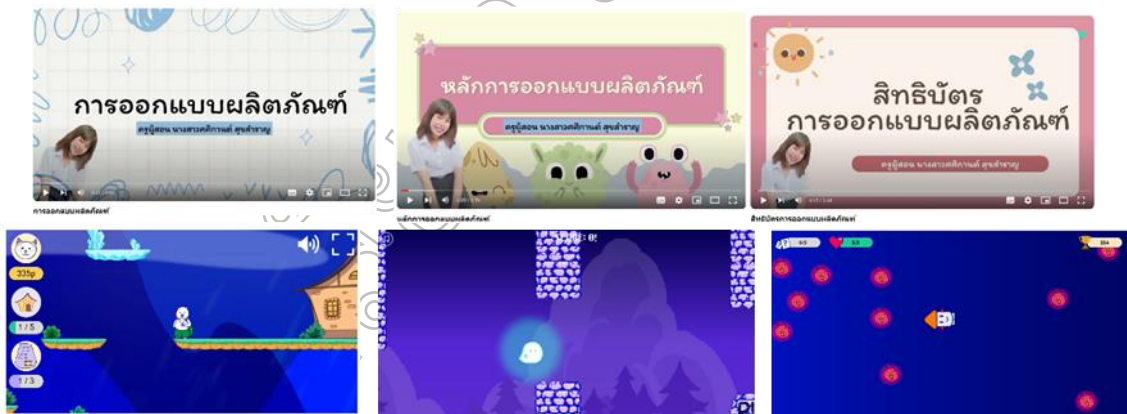 การออกแบบผลิตภัณฑ์
ครูผู้สอน นางสาวศศิกานต์ สุขสำราญ
การออกแบบผลิตภัณฑ์
หลักการออกแบบผลิตภัณฑ์
ครูผู้สอน นางสาวศศิกานต์ สุขสำราญ
หลักการออกแบบผลิตภัณฑ์
สิทธิบัตร
การออกแบบผลิตภัณฑ์
ครูผู้สอน นางสาวศศิกานต์ สุขสำราญ
สิทธิบัตรการออกแบบผลิตภัณฑ์
335p
1 / 5
1 / 3